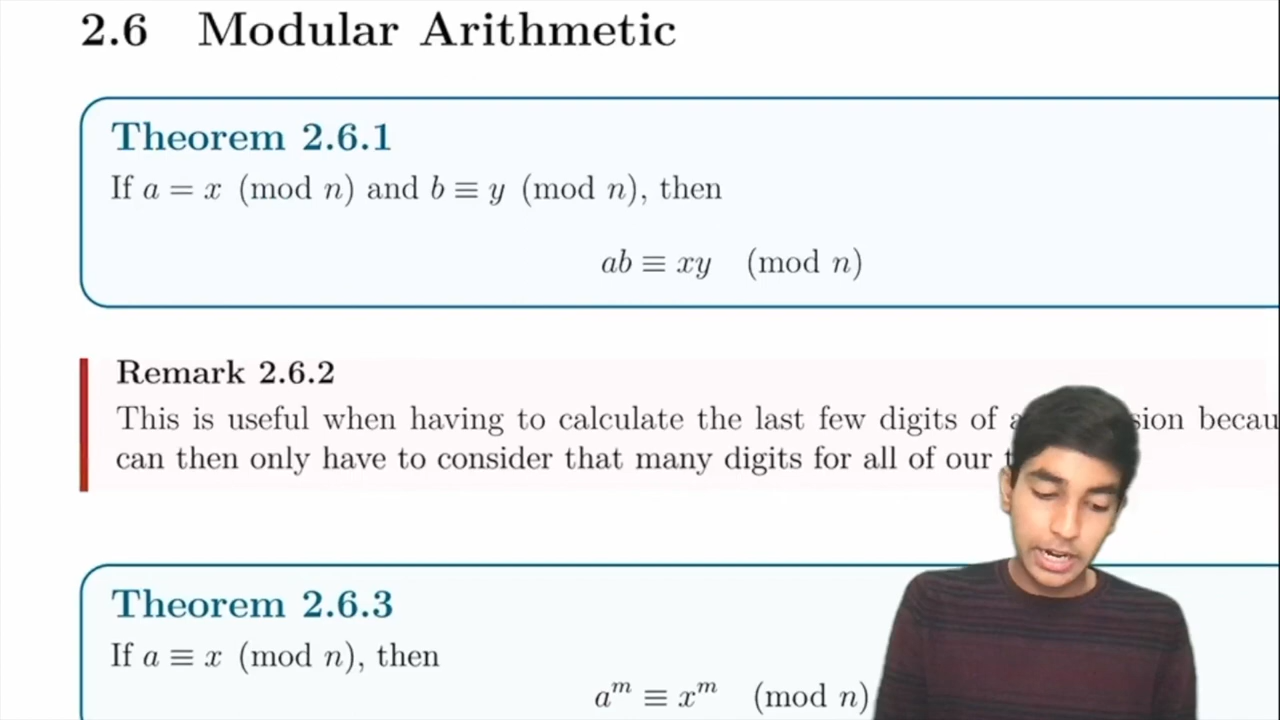 2.6 Modular Arithmetic
Theorem 2.6.1
If a = x (mod n) and b ≡ y (mod n), then
ab ≡ xy (mod n)
Remark 2.6.2
This is useful when having to calculate the last few digits of
can then only have to consider that many digits for all of our
Theorem 2.6.3
If a ≡ x (mod n), then
aᵐ ≡ xᵐ (mod n)